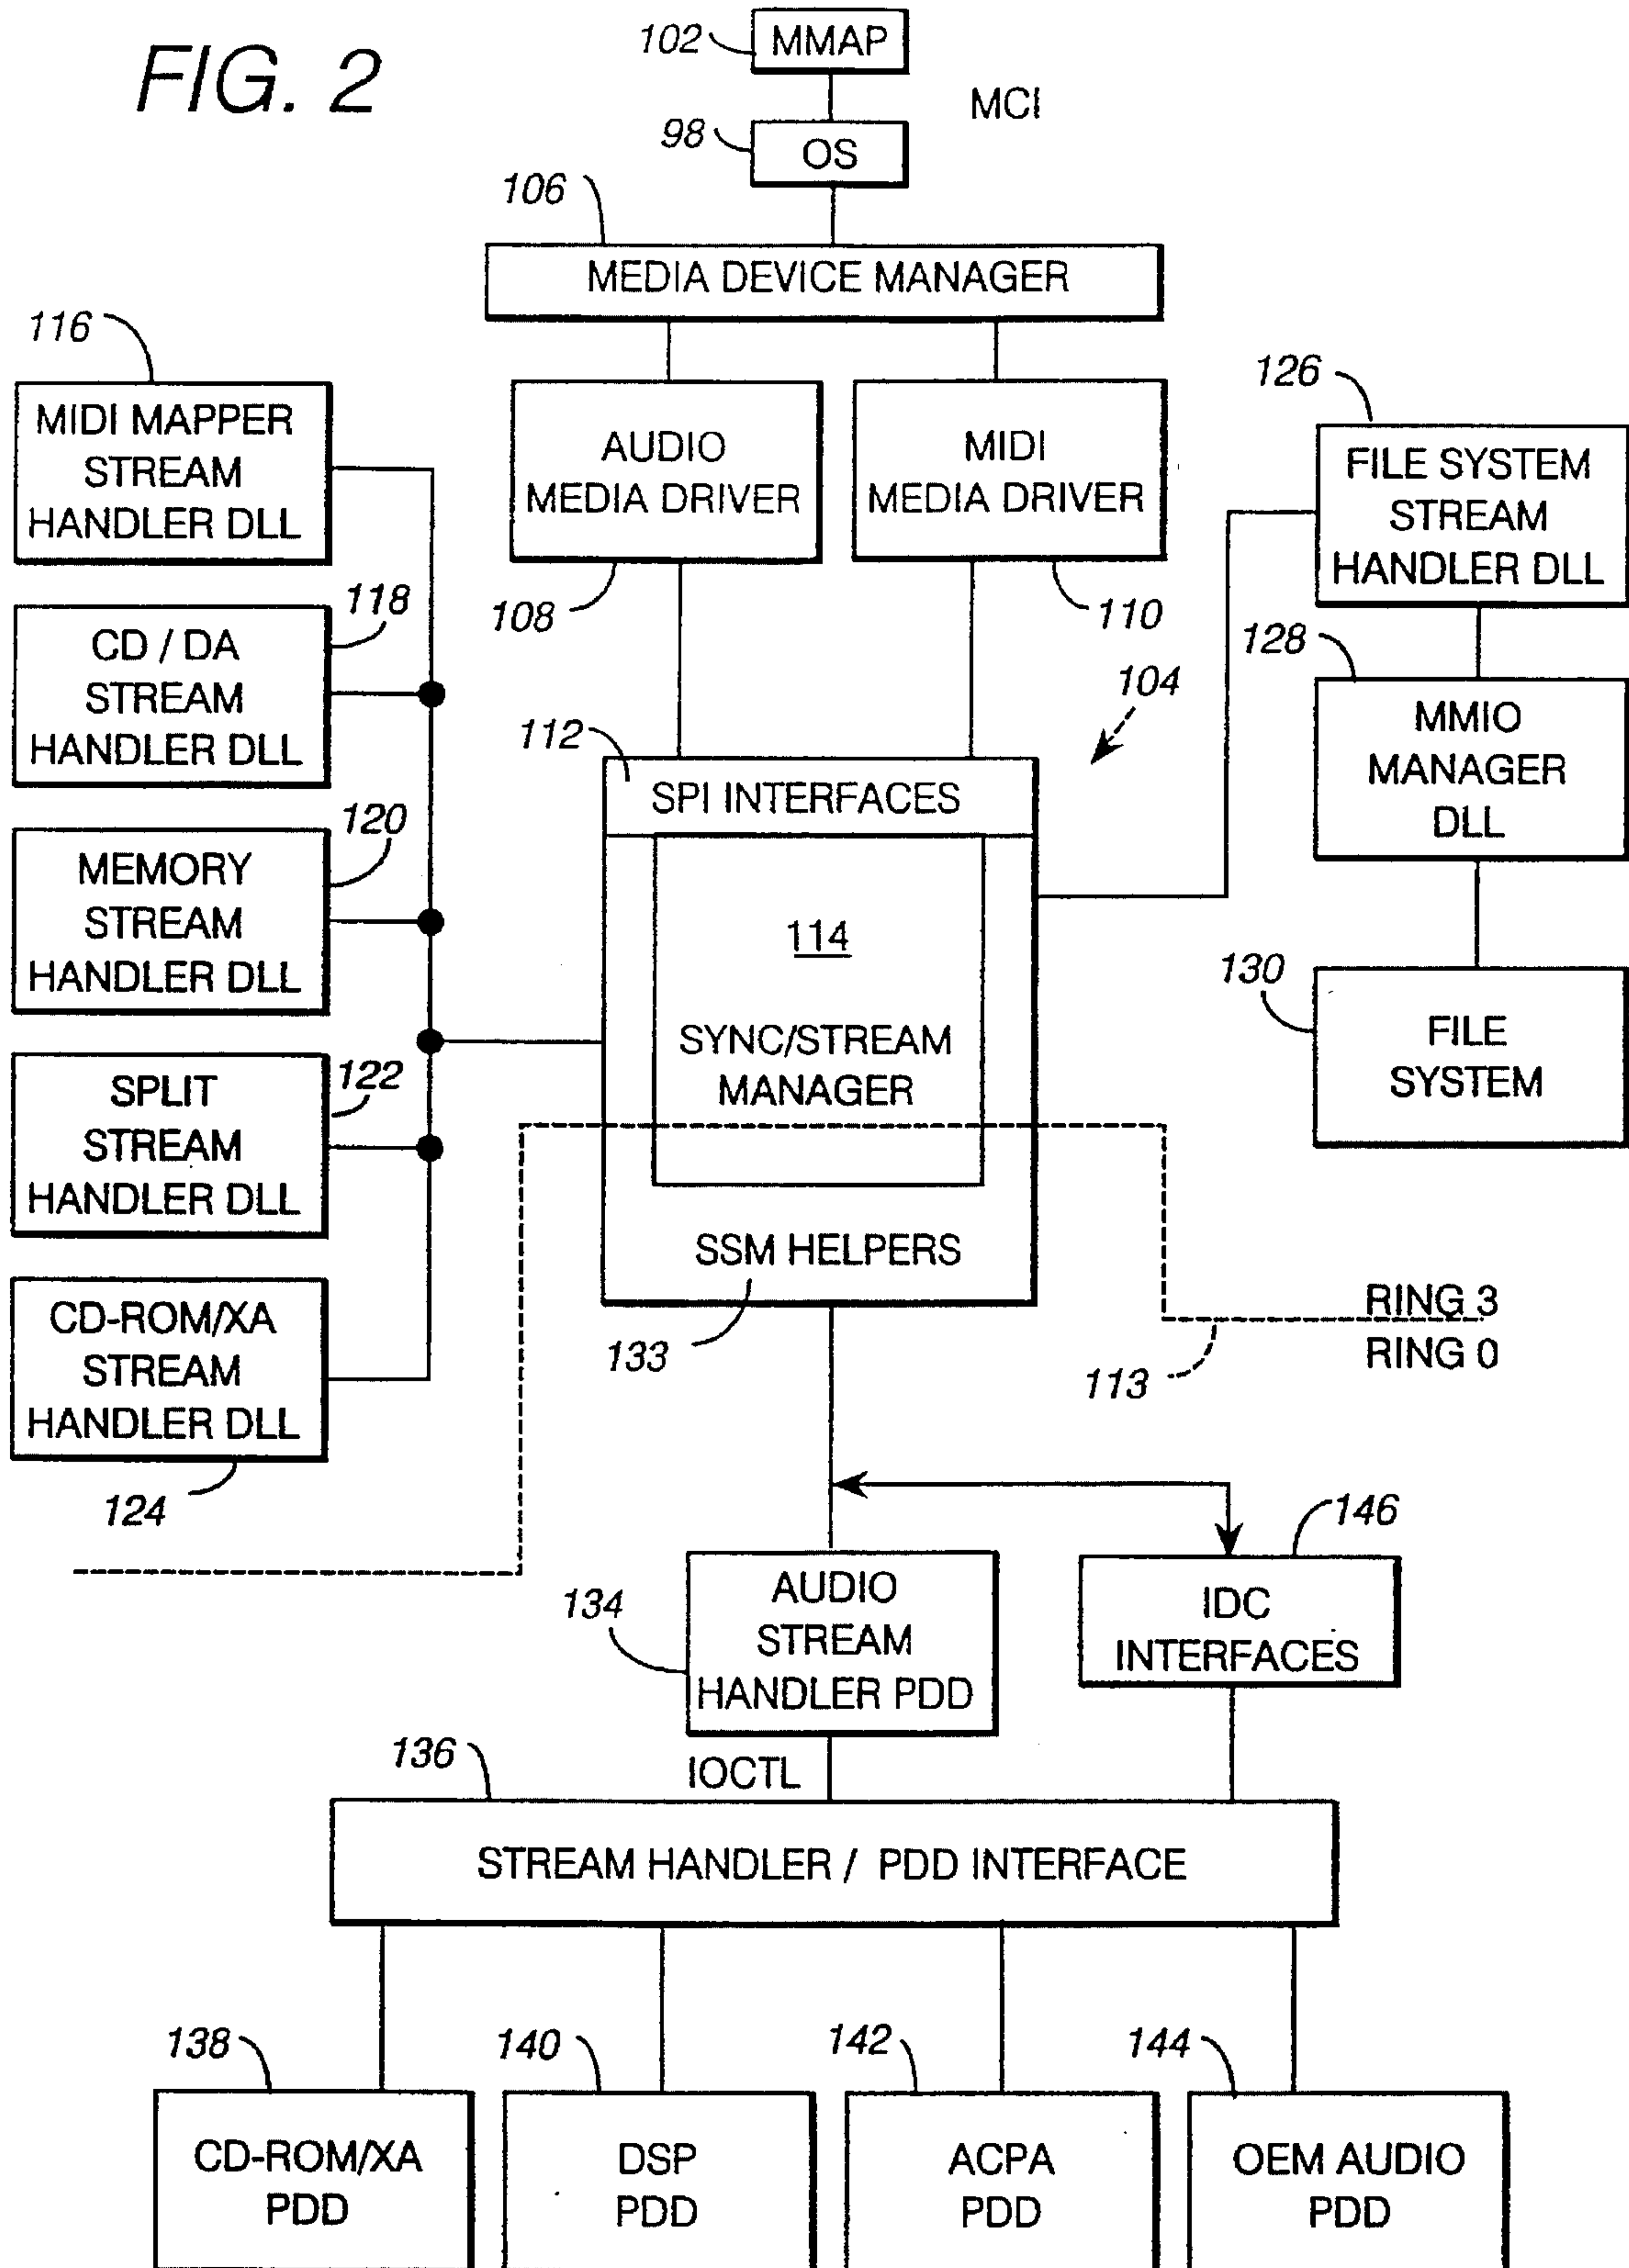 FIG. 2
102
MMAP
MCI
98
OS
106
MEDIA DEVICE MANAGER
116
MIDI MAPPER
STREAM
HANDLER DLL
AUDIO
MEDIA DRIVER
108
MIDI
MEDIA DRIVER
110
126
FILE SYSTEM
STREAM
HANDLER DLL
118
CD / DA
STREAM
HANDLER DLL
104
128
MMIO
MANAGER
DLL
112
SPI INTERFACES
120
MEMORY
STREAM
HANDLER DLL
114
SYNC/STREAM
MANAGER
130
FILE
SYSTEM
122
SPLIT
STREAM
HANDLER DLL
SSM HELPERS
133
RING 3
RING 0
113
CD-ROM/XA
STREAM
HANDLER DLL
124
134
AUDIO
STREAM
HANDLER PDD
146
IDC
INTERFACES
136
IOCTL
STREAM HANDLER / PDD INTERFACE
138
CD-ROM/XA
PDD
140
DSP
PDD
142
ACPA
PDD
144
OEM AUDIO
PDD